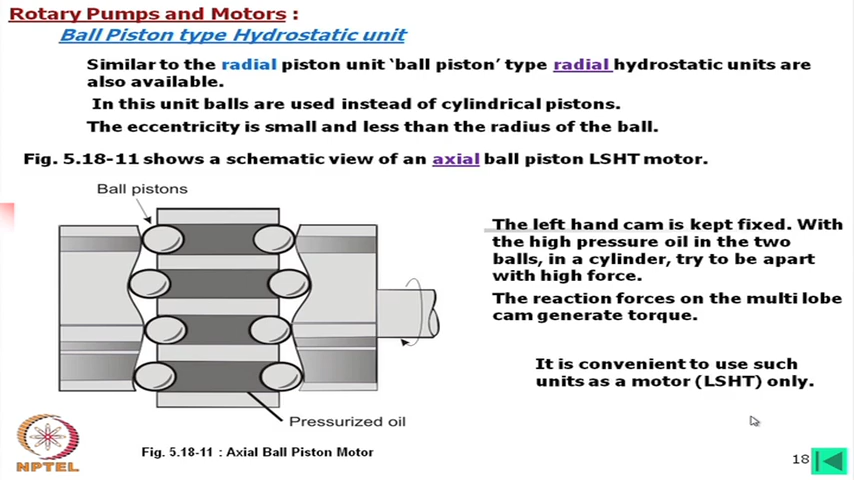 Rotary Pumps and Motors :
Ball Piston type Hydrostatic unit
Similar to the radial piston unit ‘ball piston’ type radial hydrostatic units are
also available.
In this unit balls are used instead of cylindrical pistons.
The eccentricity is small and less than the radius of the ball.
Fig. 5.18-11 shows a schematic view of an axial ball piston LSHT motor.
Ball pistons
The left hand cam is kept fixed. With
the high pressure oil in the two
balls, in a cylinder, try to be apart
with high force.
The reaction forces on the multi lobe
cam generate torque.
It is convenient to use such
units as a motor (LSHT) only.
Pressurized oil
Fig. 5.18-11 : Axial Ball Piston Motor
NPTEL
18